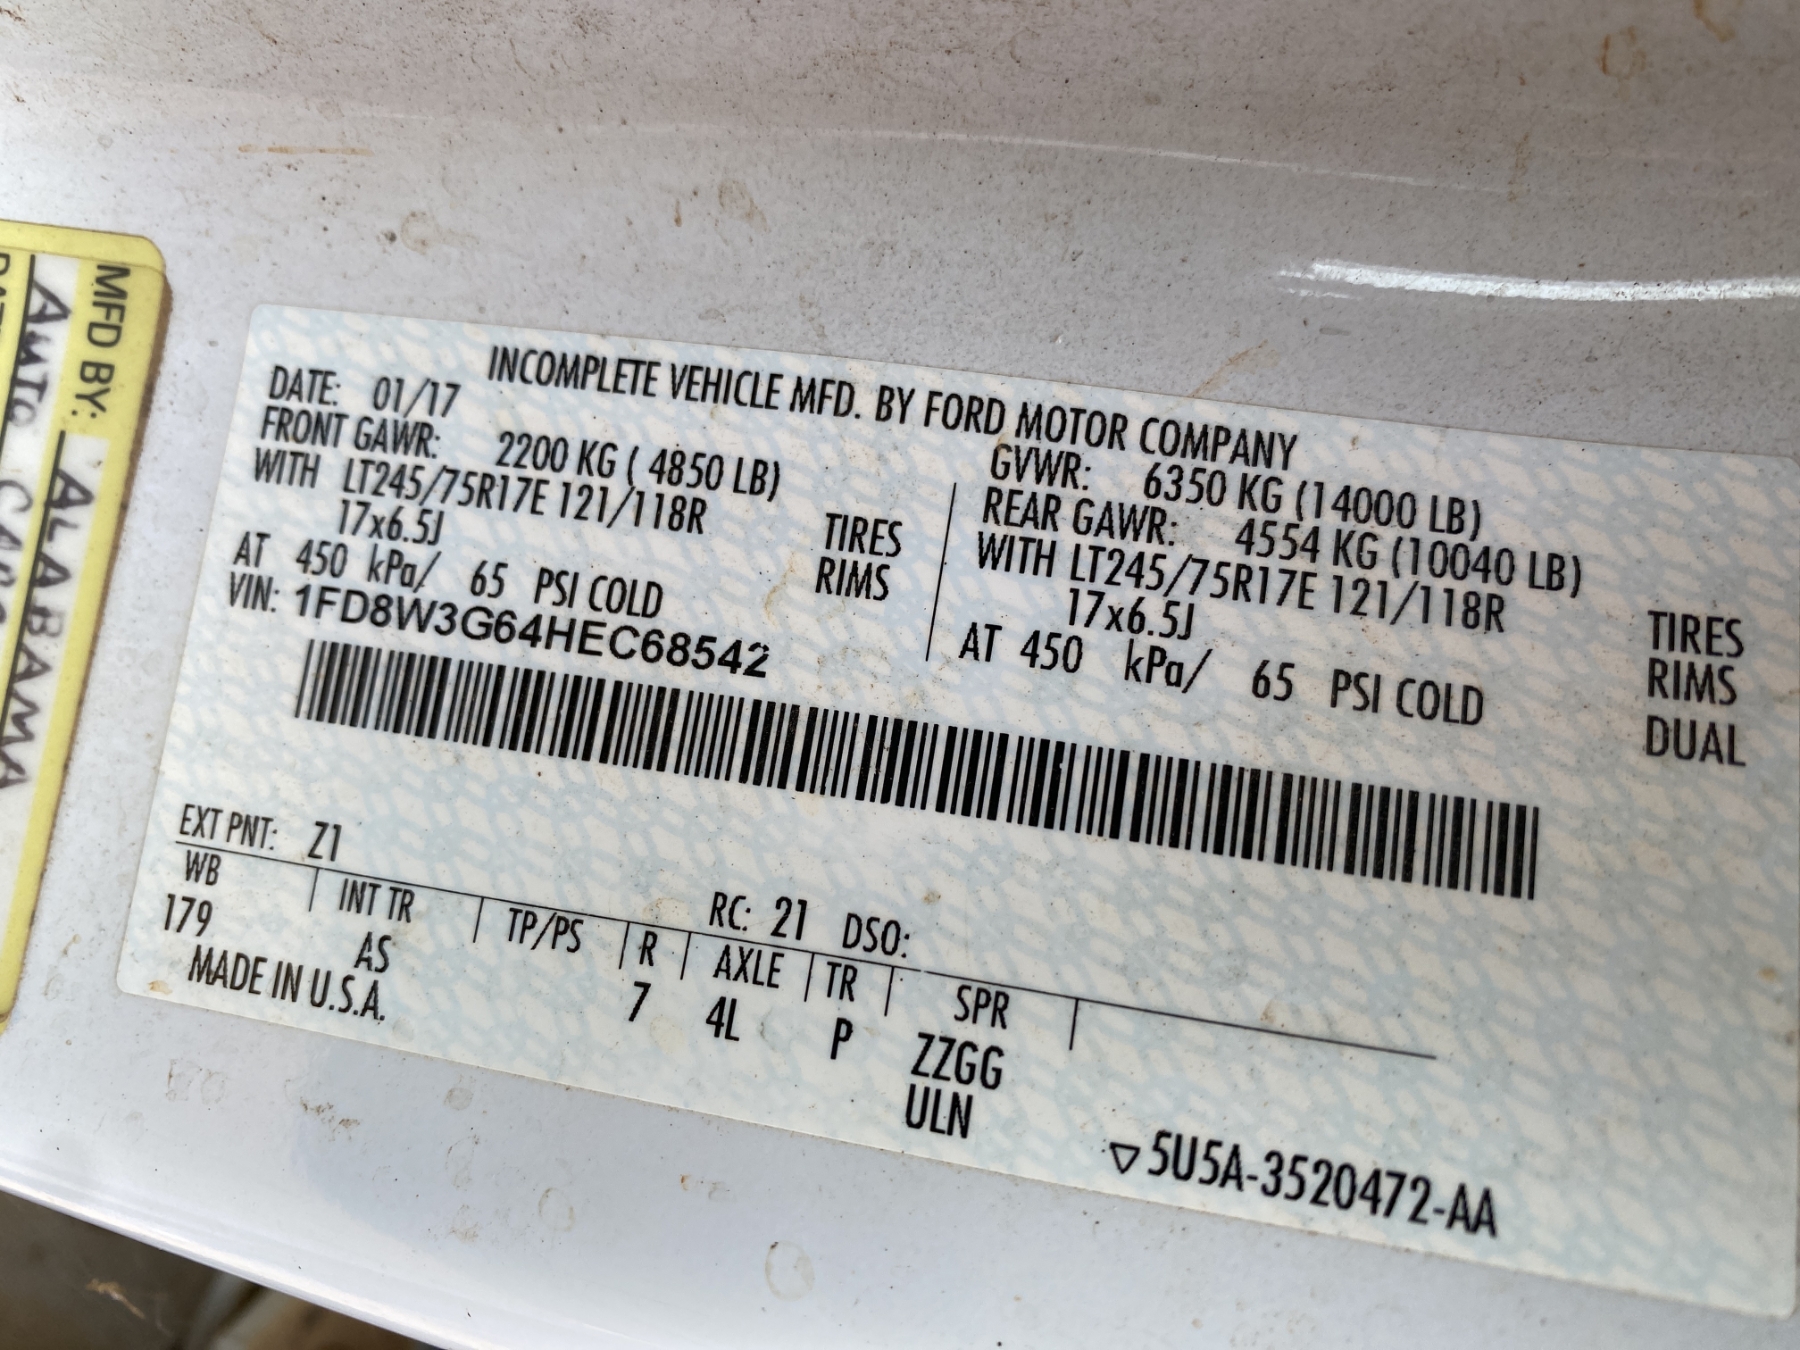 MFD BY: ALABAMA
AUTO
INCOMPLETE VEHICLE MFD. BY FORD MOTOR COMPANY
DATE: 01/17
GVWR: 6350 KG (14000 LB)
FRONT GAWR: 2200 KG ( 4850 LB)
REAR GAWR: 4554 KG (10040 LB)
WITH LT245/75R17E 121/118R TIRES
WITH LT245/75R17E 121/118R TIRES
17x6.5J RIMS
17x6.5J RIMS
AT 450 kPa/ 65 PSI COLD
AT 450 kPa/ 65 PSI COLD DUAL
VIN: 1FD8W3G64HEC68542
EXT PNT: Z1 RC: 21 DSO:
WB INT TR TP/PS R AXLE TR SPR
179 AS 7 4L P ZZGG
MADE IN U.S.A. ULN
▽5U5A-3520472-AA